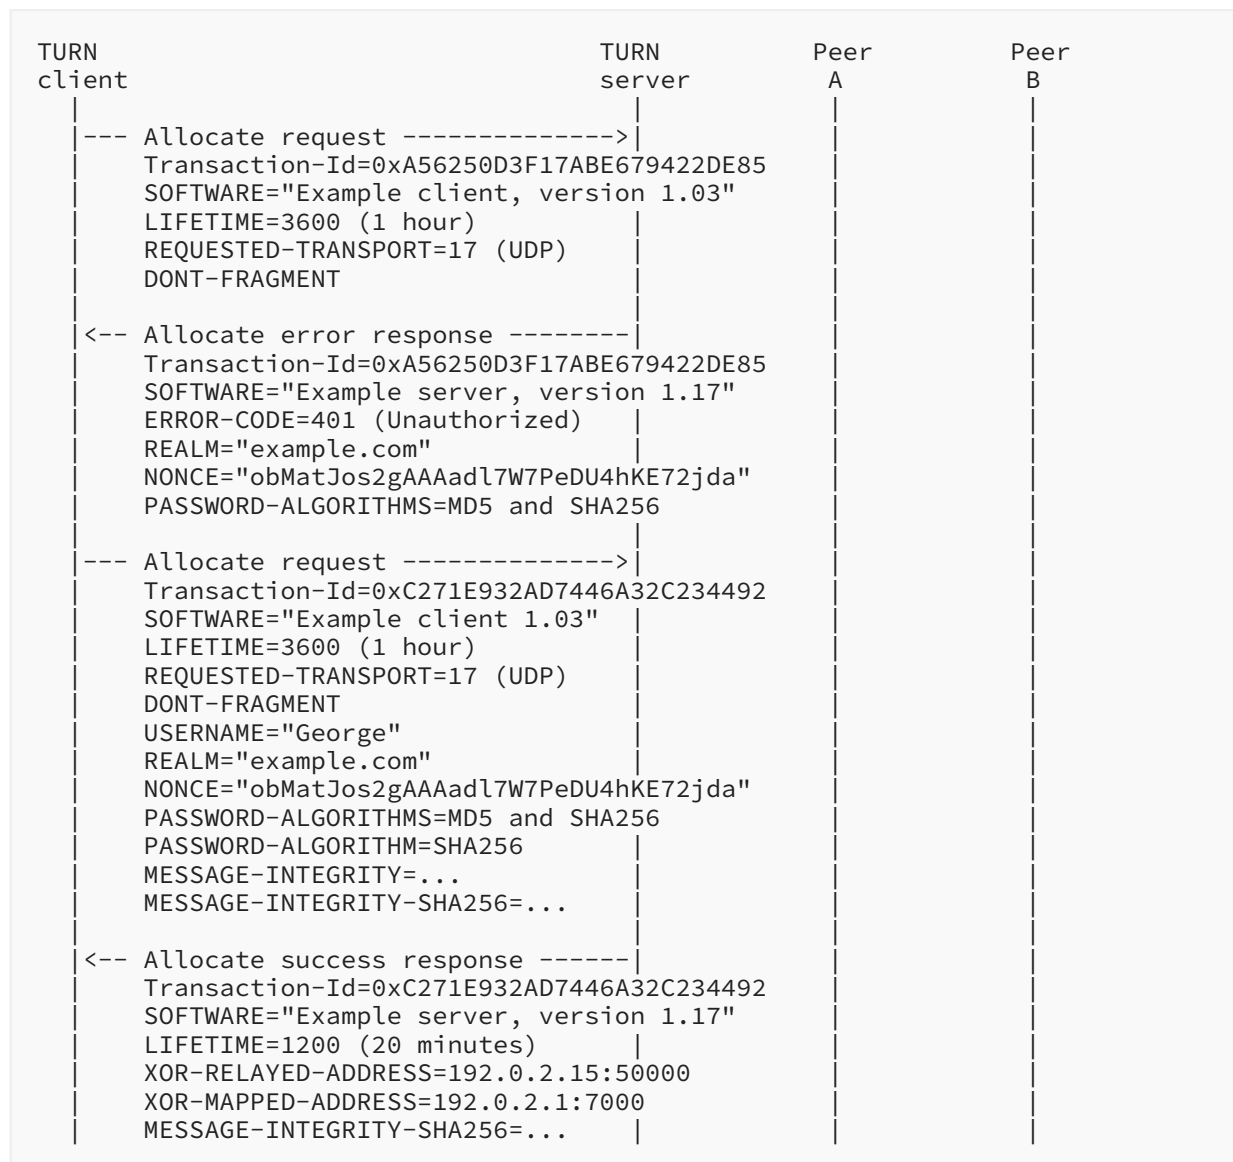 TURN                                 TURN        Peer         Peer
client                               server         A            B
  |                                    |            |            |
  |--- Allocate request -------------->|            |            |
  |    Transaction-Id=0xA56250D3F17ABE679422DE85    |            |
  |    SOFTWARE="Example client, version 1.03"      |            |
  |    LIFETIME=3600 (1 hour)          |            |            |
  |    REQUESTED-TRANSPORT=17 (UDP)    |            |            |
  |    DONT-FRAGMENT                   |            |            |
  |                                    |            |            |
  |<-- Allocate error response --------|            |            |
  |    Transaction-Id=0xA56250D3F17ABE679422DE85    |            |
  |    SOFTWARE="Example server, version 1.17"      |            |
  |    ERROR-CODE=401 (Unauthorized)   |            |            |
  |    REALM="example.com"             |            |            |
  |    NONCE="obMatJos2gAAAadl7W7PeDU4hKE72jda"     |            |
  |    PASSWORD-ALGORITHMS=MD5 and SHA256           |            |
  |                                    |            |            |
  |--- Allocate request -------------->|            |            |
  |    Transaction-Id=0xC271E932AD7446A32C234492    |            |
  |    SOFTWARE="Example client 1.03"  |            |            |
  |    LIFETIME=3600 (1 hour)          |            |            |
  |    REQUESTED-TRANSPORT=17 (UDP)    |            |            |
  |    DONT-FRAGMENT                   |            |            |
  |    USERNAME="George"               |            |            |
  |    REALM="example.com"             |            |            |
  |    NONCE="obMatJos2gAAAadl7W7PeDU4hKE72jda"     |            |
  |    PASSWORD-ALGORITHMS=MD5 and SHA256           |            |
  |    PASSWORD-ALGORITHM=SHA256       |            |            |
  |    MESSAGE-INTEGRITY=...           |            |            |
  |    MESSAGE-INTEGRITY-SHA256=...    |            |            |
  |                                    |            |            |
  |<-- Allocate success response ------|            |            |
  |    Transaction-Id=0xC271E932AD7446A32C234492    |            |
  |    SOFTWARE="Example server, version 1.17"      |            |
  |    LIFETIME=1200 (20 minutes)      |            |            |
  |    XOR-RELAYED-ADDRESS=192.0.2.15:50000         |            |
  |    XOR-MAPPED-ADDRESS=192.0.2.1:7000            |            |
  |    MESSAGE-INTEGRITY-SHA256=...    |            |            |